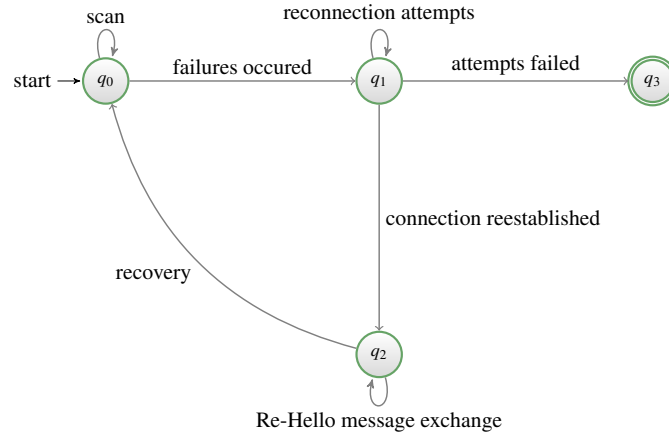 scan
reconnection attempts
start
q0
failures occured
q1
attempts failed
q3
connection reestablished
recovery
q2
Re-Hello message exchange